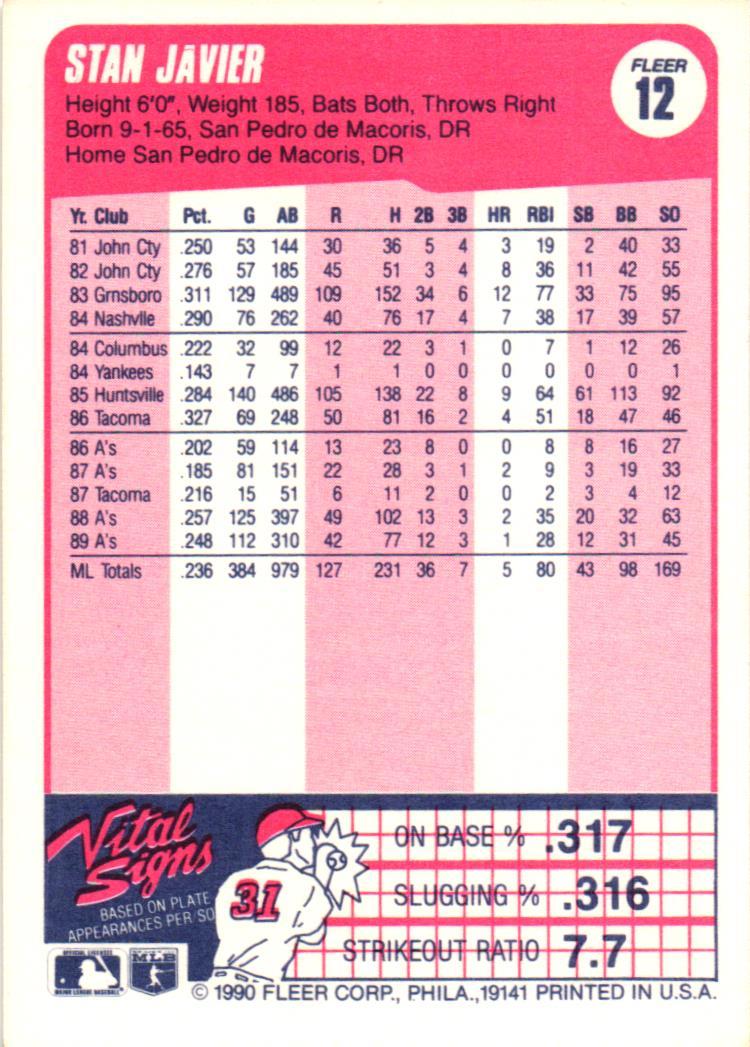 STAN JAVIER
FLEER
12
Height 6'0", Weight 185, Bats Both, Throws Right
Born 9-1-65, San Pedro de Macoris, DR
Home San Pedro de Macoris, DR
Yr. Club Pct. G AB R H 2B 3B HR RBI SB BB SO
81 John Cty .250 53 144 30 36 5 4 3 19 2 40 33
82 John Cty .276 57 185 45 51 3 4 8 36 11 42 55
83 Grnsboro .311 129 489 109 152 34 6 12 77 33 75 95
84 Nashvlle .290 76 262 40 76 17 4 7 38 17 39 57
84 Columbus .222 32 99 12 22 3 1 0 7 1 12 26
84 Yankees .143 7 7 1 1 0 0 0 0 0 0 1
85 Huntsville .284 140 486 105 138 22 8 9 64 61 113 92
86 Tacoma .327 69 248 50 81 16 2 4 51 18 47 46
86 A's .202 59 114 13 23 8 0 0 8 8 16 27
87 A's .185 81 151 22 28 3 1 2 9 3 19 33
87 Tacoma .216 15 51 6 11 2 0 0 2 3 4 12
88 A's .257 125 397 49 102 13 3 2 35 20 32 63
89 A's .248 112 310 42 77 12 3 1 28 12 31 45
ML Totals .236 384 979 127 231 36 7 5 80 43 98 169
Vital
Signs
BASED ON PLATE
APPEARANCES PER/SO
31
ON BASE % .317
SLUGGING % .316
STRIKEOUT RATIO 7.7
OFFICIAL LICENSEE
MAJOR LEAGUE BASEBALL
MLB
© 1990 FLEER CORP., PHILA.,19141 PRINTED IN U.S.A.